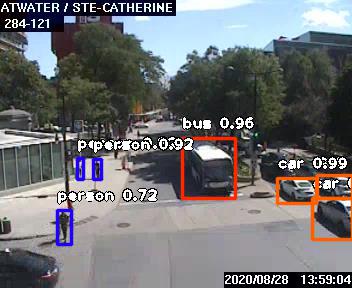 ATWATER / STE-CATHERINE
284-121
bus 0.96
person 0.92
car 0.99
person 0.72
2020/08/28 13:59:04